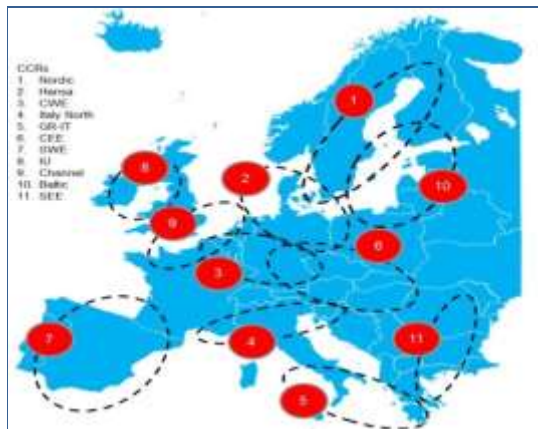 CCRs
1. Nordic
2. Hansa
3. CWE
4. Italy North
5. GR-IT
6. CEE
7. SWE
8. IU
9. Channel
10. Baltic
11. SEE
1
8
2
10
9
6
3
7
4
11
5